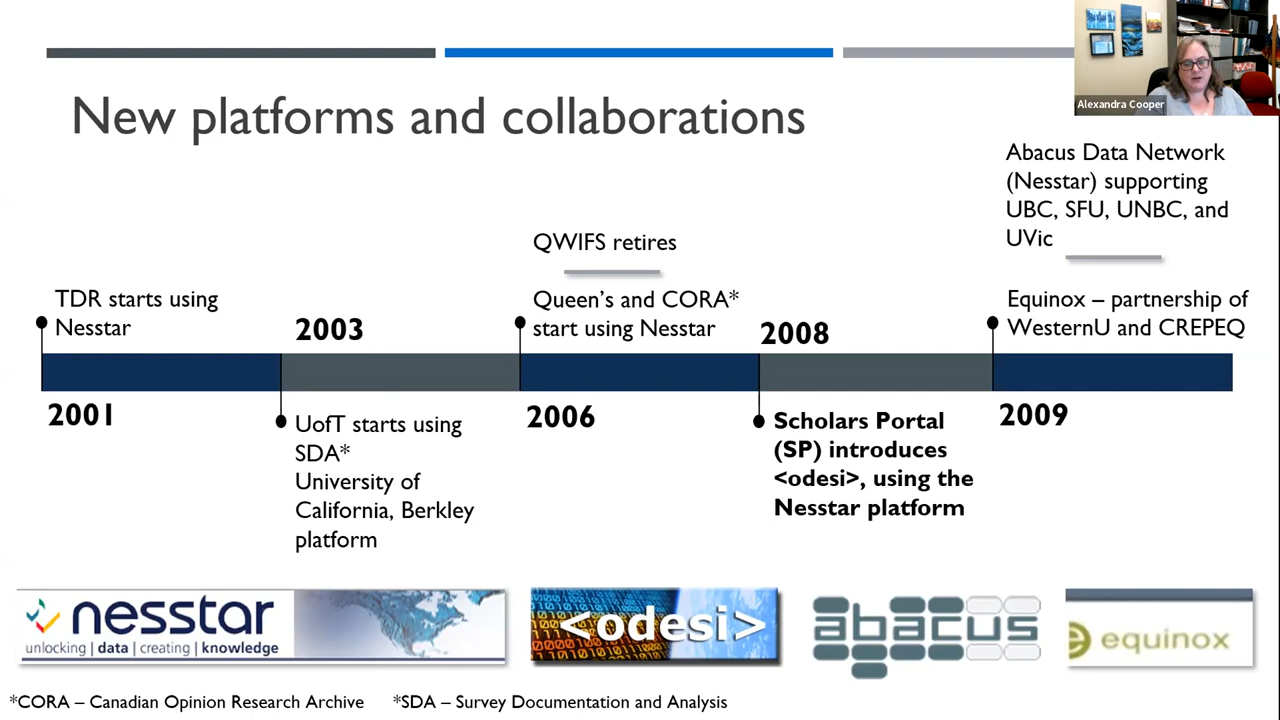 New platforms and collaborations
Alexandra Cooper
TDR starts using
Nesstar
2001
2003
UofT starts using
SDA*
University of
California, Berkley
platform
QWIFS retires
Queen's and CORA*
start using Nesstar
2006
2008
Scholars Portal
(SP) introduces
<odesi>, using the
Nesstar platform
Abacus Data Network
(Nesstar) supporting
UBC, SFU, UNBC, and
UVic
Equinox – partnership of
WesternU and CREPEQ
2009
nesstar
unlocking | data | creating | knowledge
<odesi>
abacus
equinox
*CORA – Canadian Opinion Research Archive *SDA – Survey Documentation and Analysis